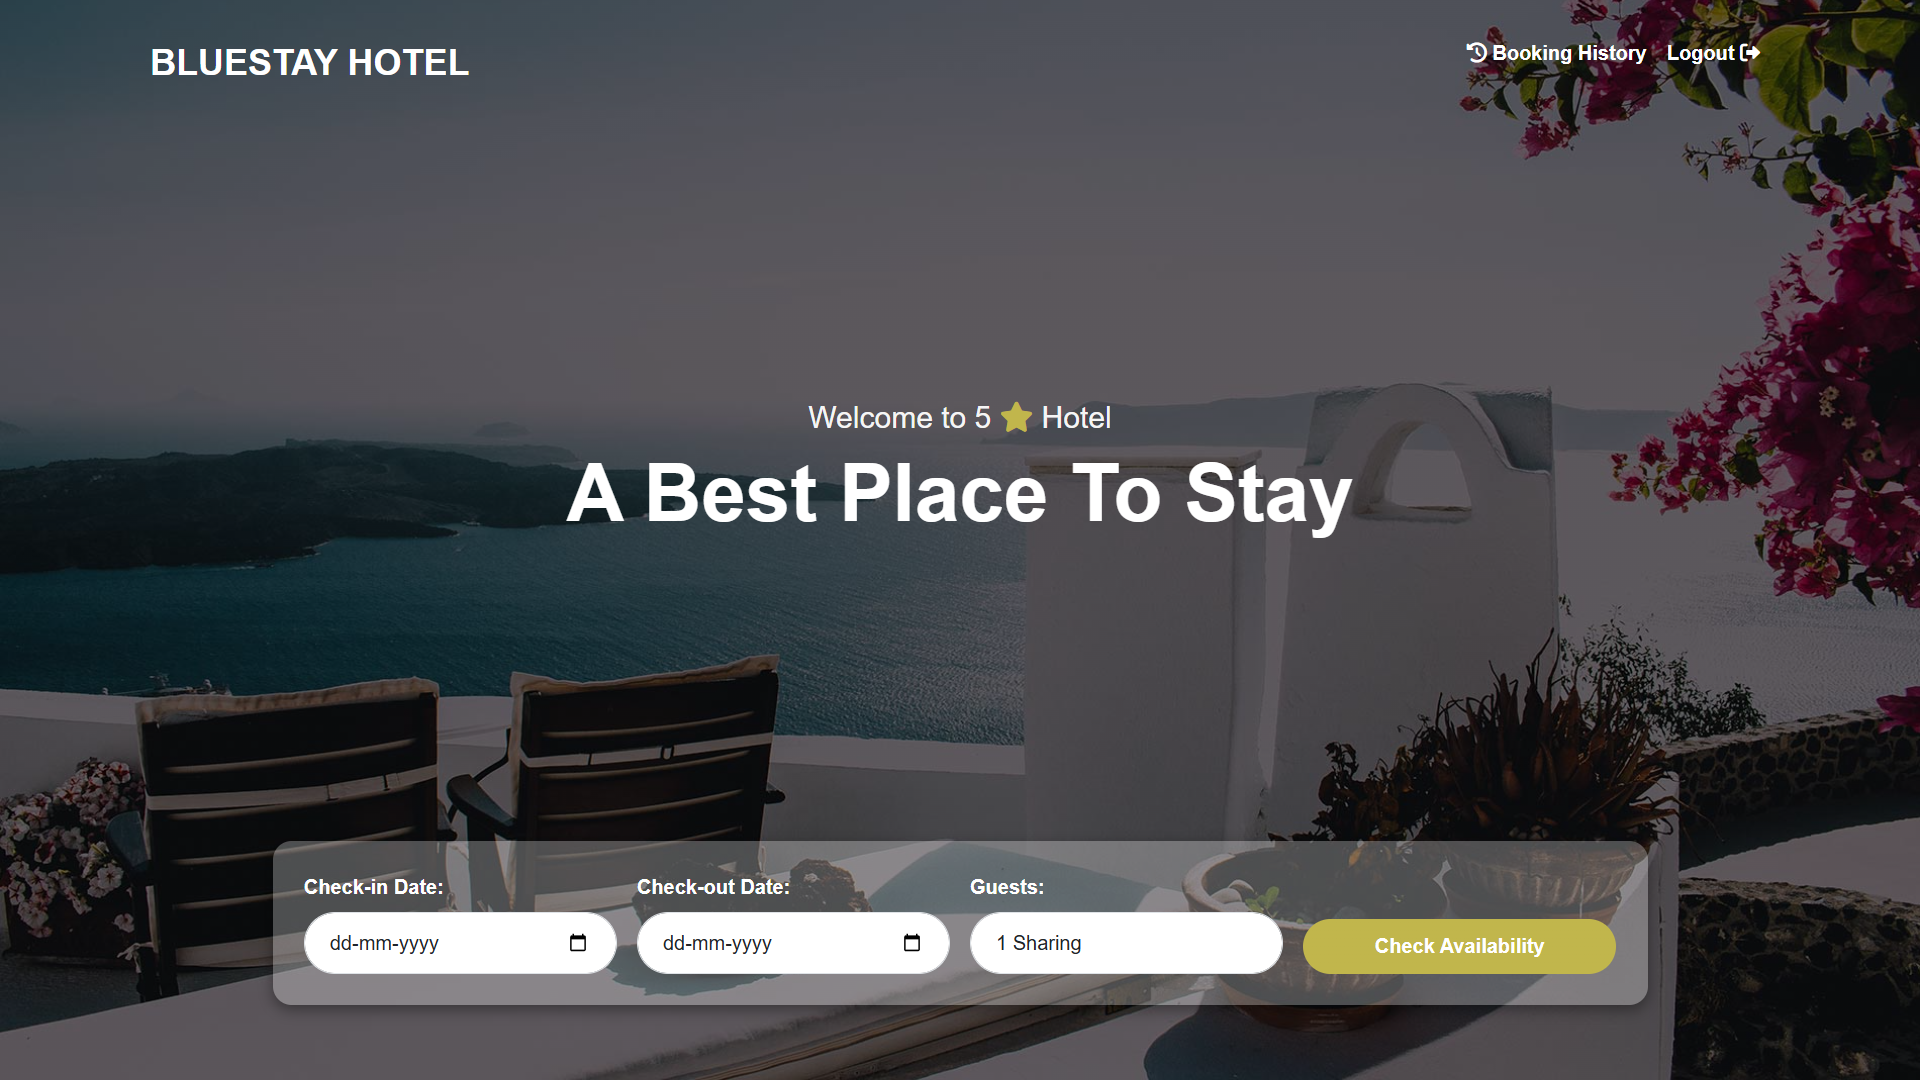 BLUESTAY HOTEL
Booking History
Logout
Welcome to 5 Hotel
A Best Place To Stay
Check-in Date:
Check-out Date:
Guests:
dd-mm-yyyy
dd-mm-yyyy
1 Sharing
Check Availability